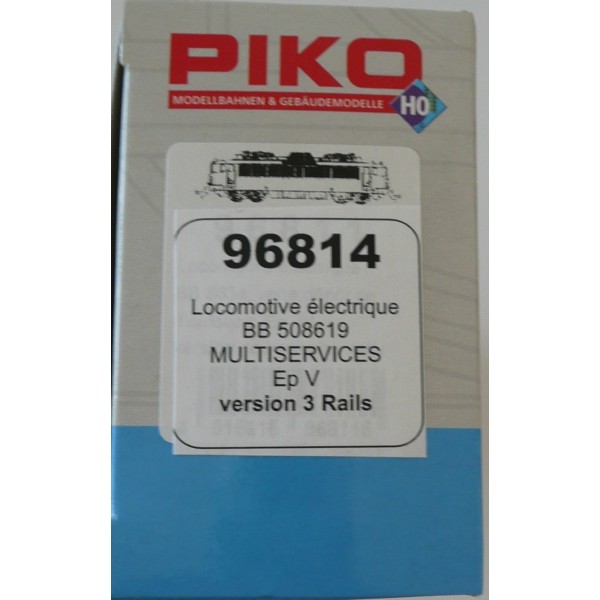 PIKO
MODELLBAHNEN & GEBÄUDEMODELLE
HO
96814
Locomotive électrique
BB 508619
MULTISERVICES
Ep V
version 3 Rails